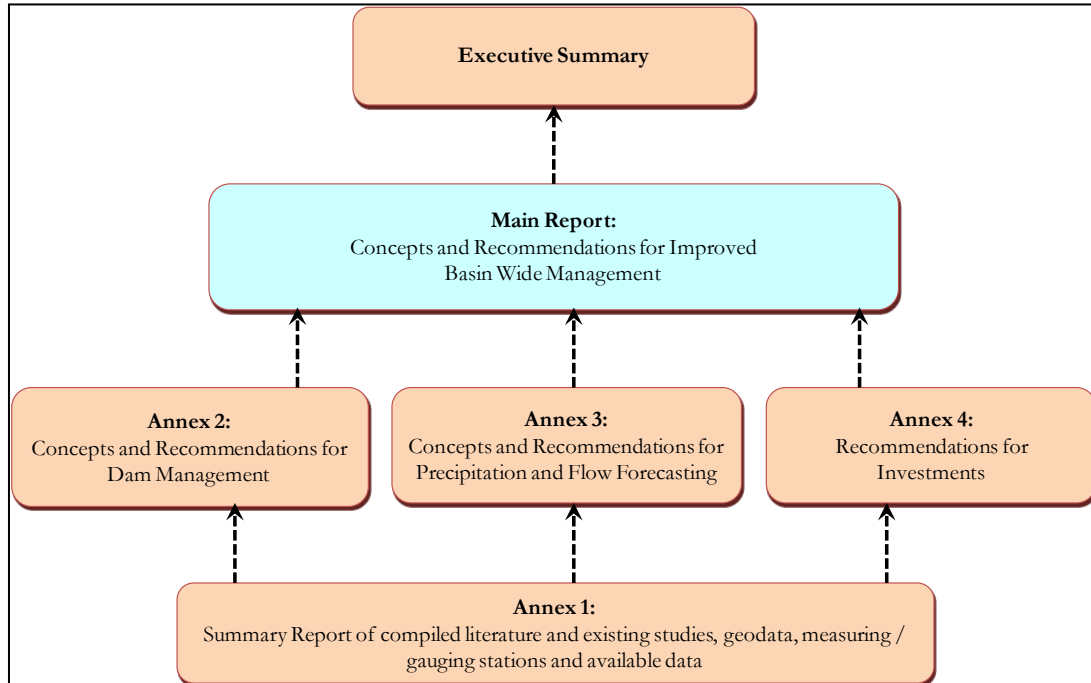 Executive Summary
Main Report:
Concepts and Recommendations for Improved
Basin Wide Management
Annex 2:
Concepts and Recommendations for
Dam Management
Annex 3:
Concepts and Recommendations for
Precipitation and Flow Forecasting
Annex 4:
Recommendations for
Investments
Annex 1:
Summary Report of compiled literature and existing studies, geodata, measuring /
gauging stations and available data